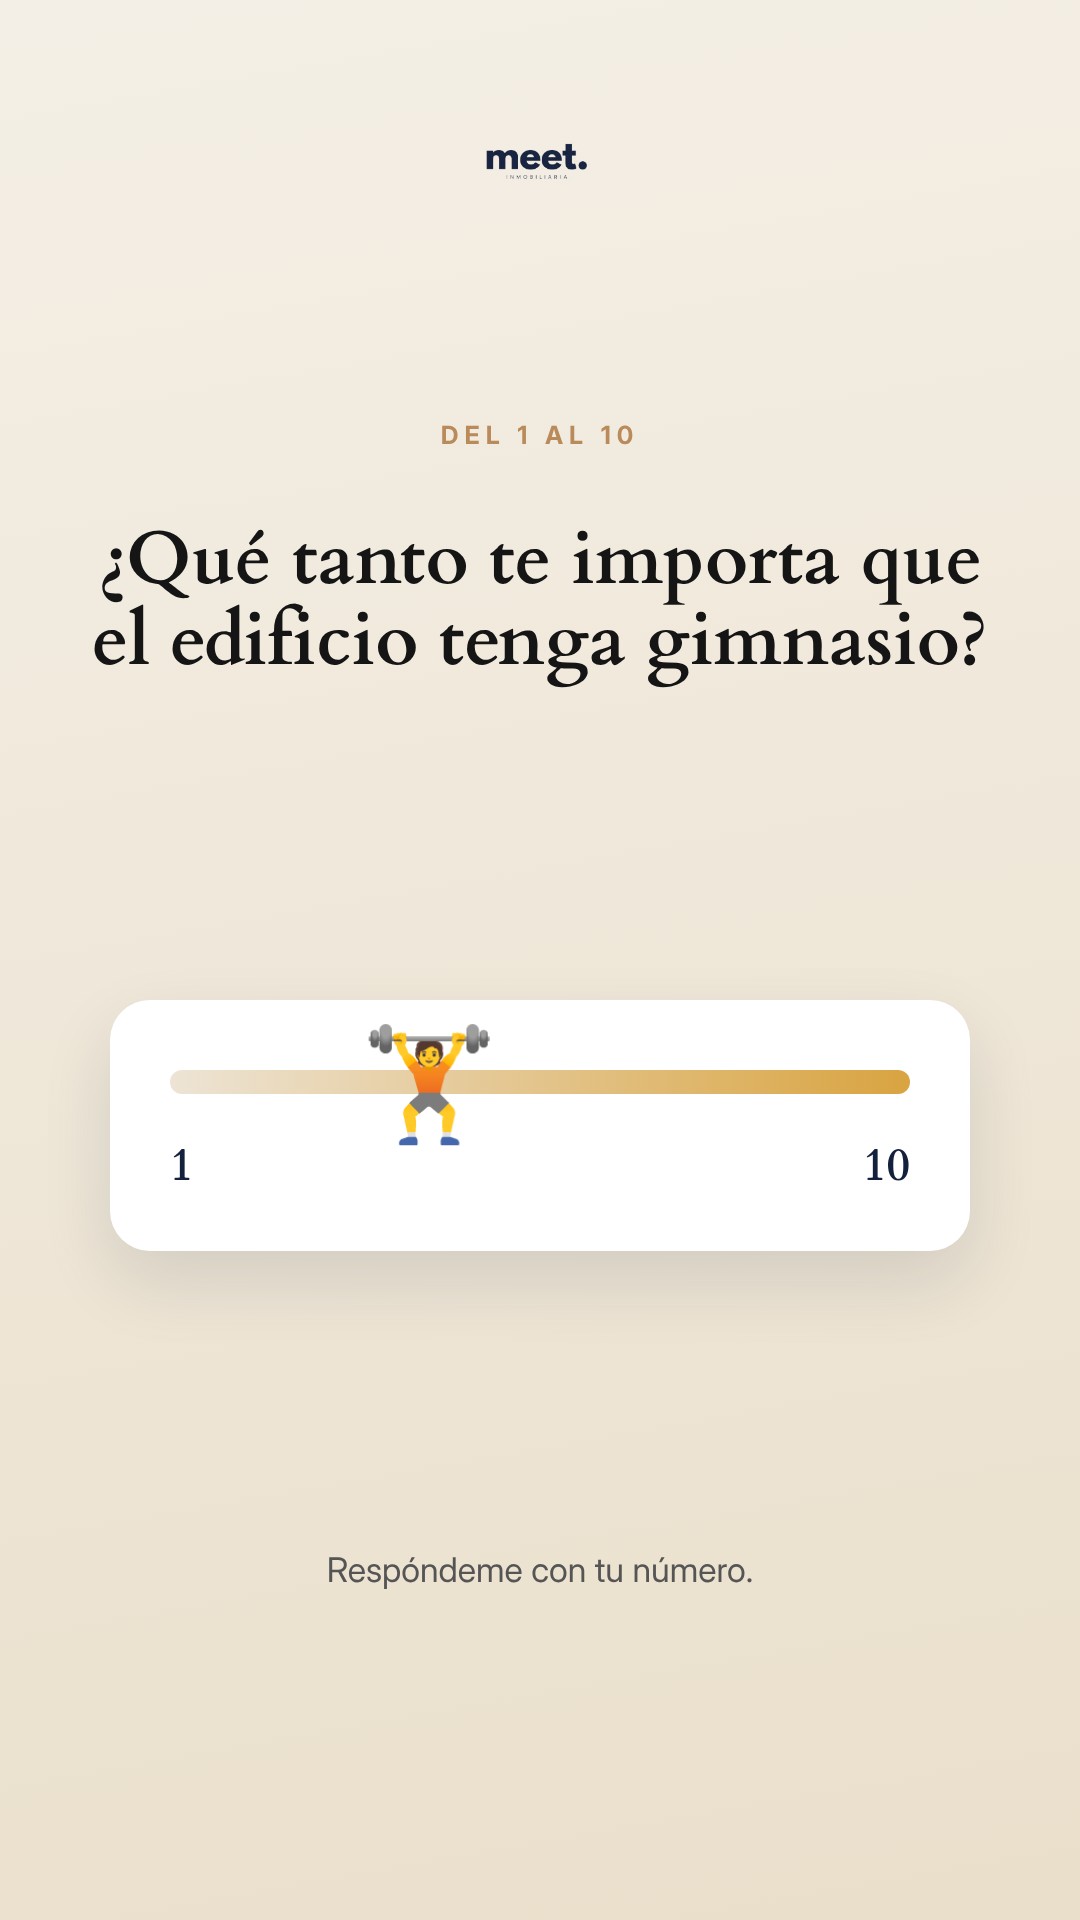 meet.
INMOBILIARIA
DEL 1 AL 10
¿Qué tanto te importa que
el edificio tenga gimnasio?
1 10
Respóndeme con tu número.